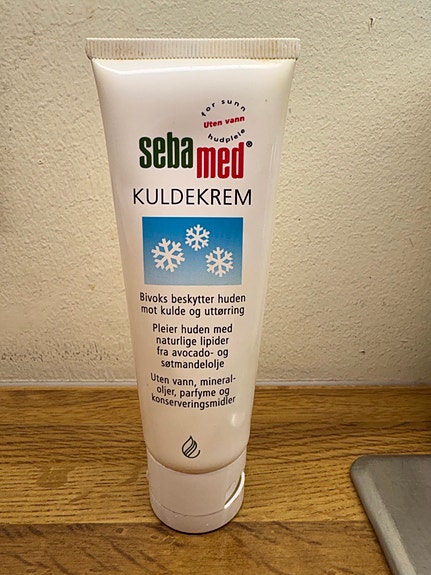 for sunn
Uten vann
hudpleie
sebamed®
KULDEKREM
Bivoks beskytter huden
mot kulde og uttørring
Pleier huden med
naturlige lipider
fra avocado- og
søtmandelolje
Uten vann, mineral-
oljer, parfyme og
konserveringsmidler